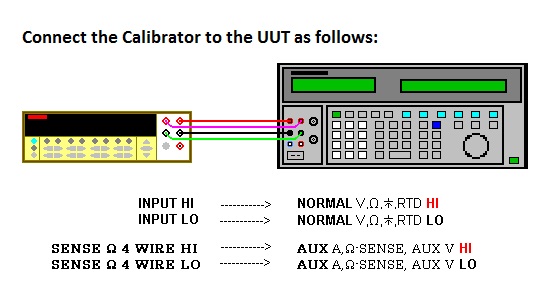 Connect the Calibrator to the UUT as follows:
INPUT HI ----------> NORMAL V,Ω,⏄,RTD HI
INPUT LO ----------> NORMAL V,Ω,⏄,RTD LO
SENSE Ω 4 WIRE HI ----------> AUX A,Ω-SENSE, AUX V HI
SENSE Ω 4 WIRE LO ----------> AUX A,Ω-SENSE, AUX V LO